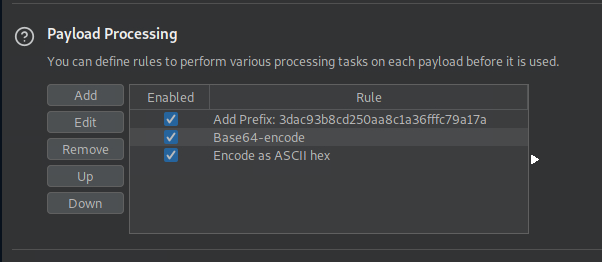 Payload Processing
You can define rules to perform various processing tasks on each payload before it is used.
Add
Edit
Remove
Up
Down
Enabled Rule
Add Prefix: 3dac93b8cd250aa8c1a36fffc79a17a
Base64-encode
Encode as ASCII hex